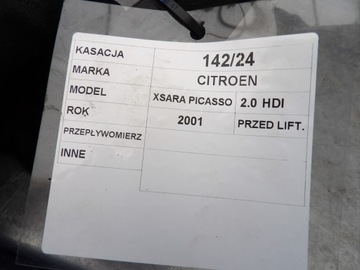 KASACJA 142/24
MARKA CITROEN
MODEL XSARA PICASSO 2.0 HDI
ROK 2001 PRZED LIFT.
PRZEPŁYWOMIERZ
INNE